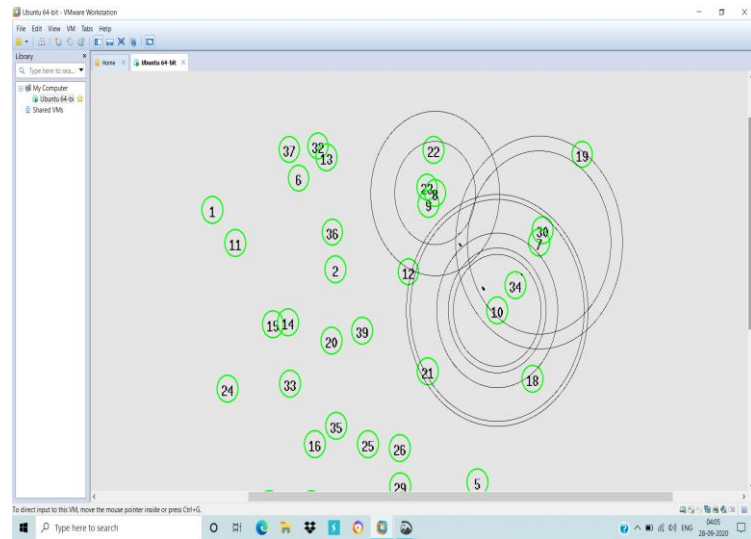 Ubuntu 64-bit - VMware Workstation
File Edit View VM Tabs Help
Library
Home
Ubuntu 64-bit
Type here to sea...
My Computer
Ubuntu 64-bi
Shared VMs
37 32 13 22 19
6
23 8
9
1
36 30
11 7
2 12
34
10
15 14
39
20
21 18
24 33
35
16 25 26
29 5
To direct input to this VM, move the mouse pointer inside or press Ctrl+G.
Type here to search
ENG
0405
28-09-2020